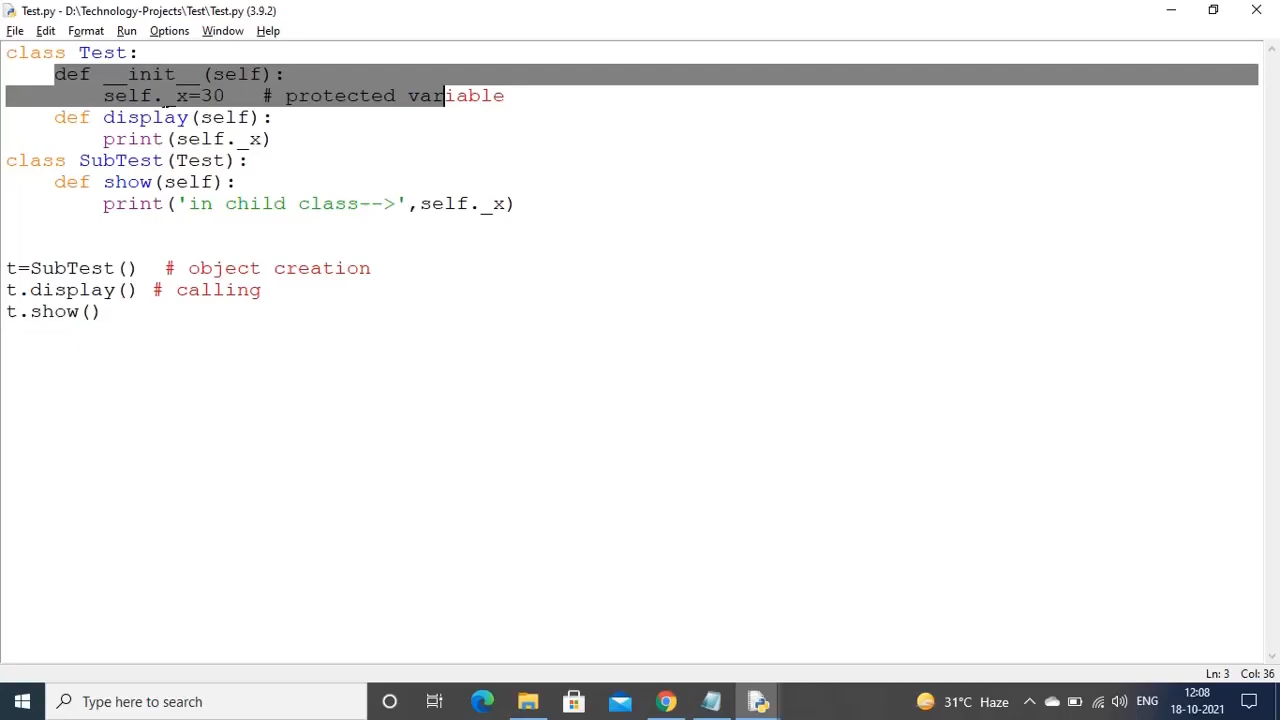 Test.py - D:\Technology-Projects\Test\Test.py (3.9.2)
File Edit Format Run Options Window Help
class Test:
    def __init__(self):
        self._x=30   # protected variable
    def display(self):
        print(self._x)
class SubTest(Test):
    def show(self):
        print('in child class-->',self._x)
t=SubTest()  # object creation
t.display() # calling
t.show()
Ln: 3 Col: 36
Type here to search
31°C Haze
ENG
12:08
18-10-2021